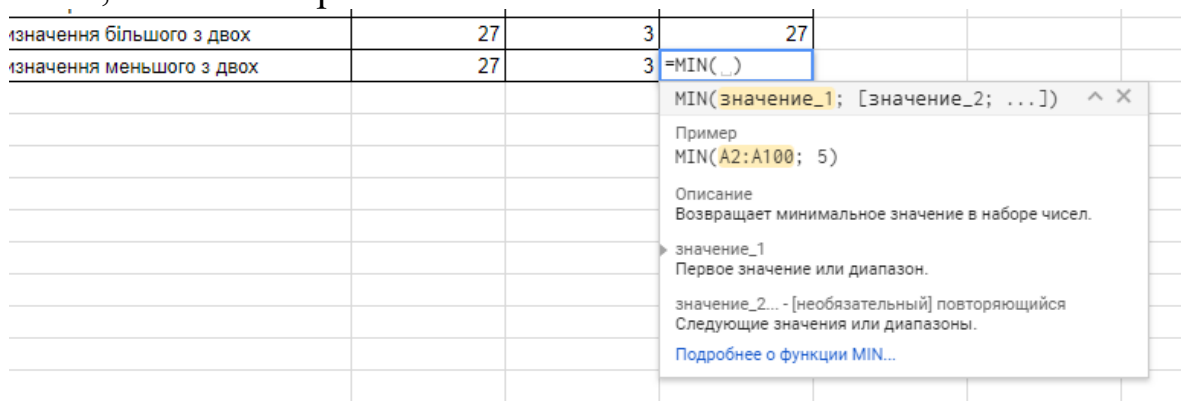 изначення більшого з двох 27 3 27
изначення меньшого з двох 27 3 =MIN( )
MIN(значение_1; [значение_2; ...])
Пример
MIN(A2:A100; 5)
Описание
Возвращает минимальное значение в наборе чисел.
значение_1
Первое значение или диапазон.
значение_2... - [необязательный] повторяющийся
Следующие значения или диапазоны.
Подробнее о функции MIN...